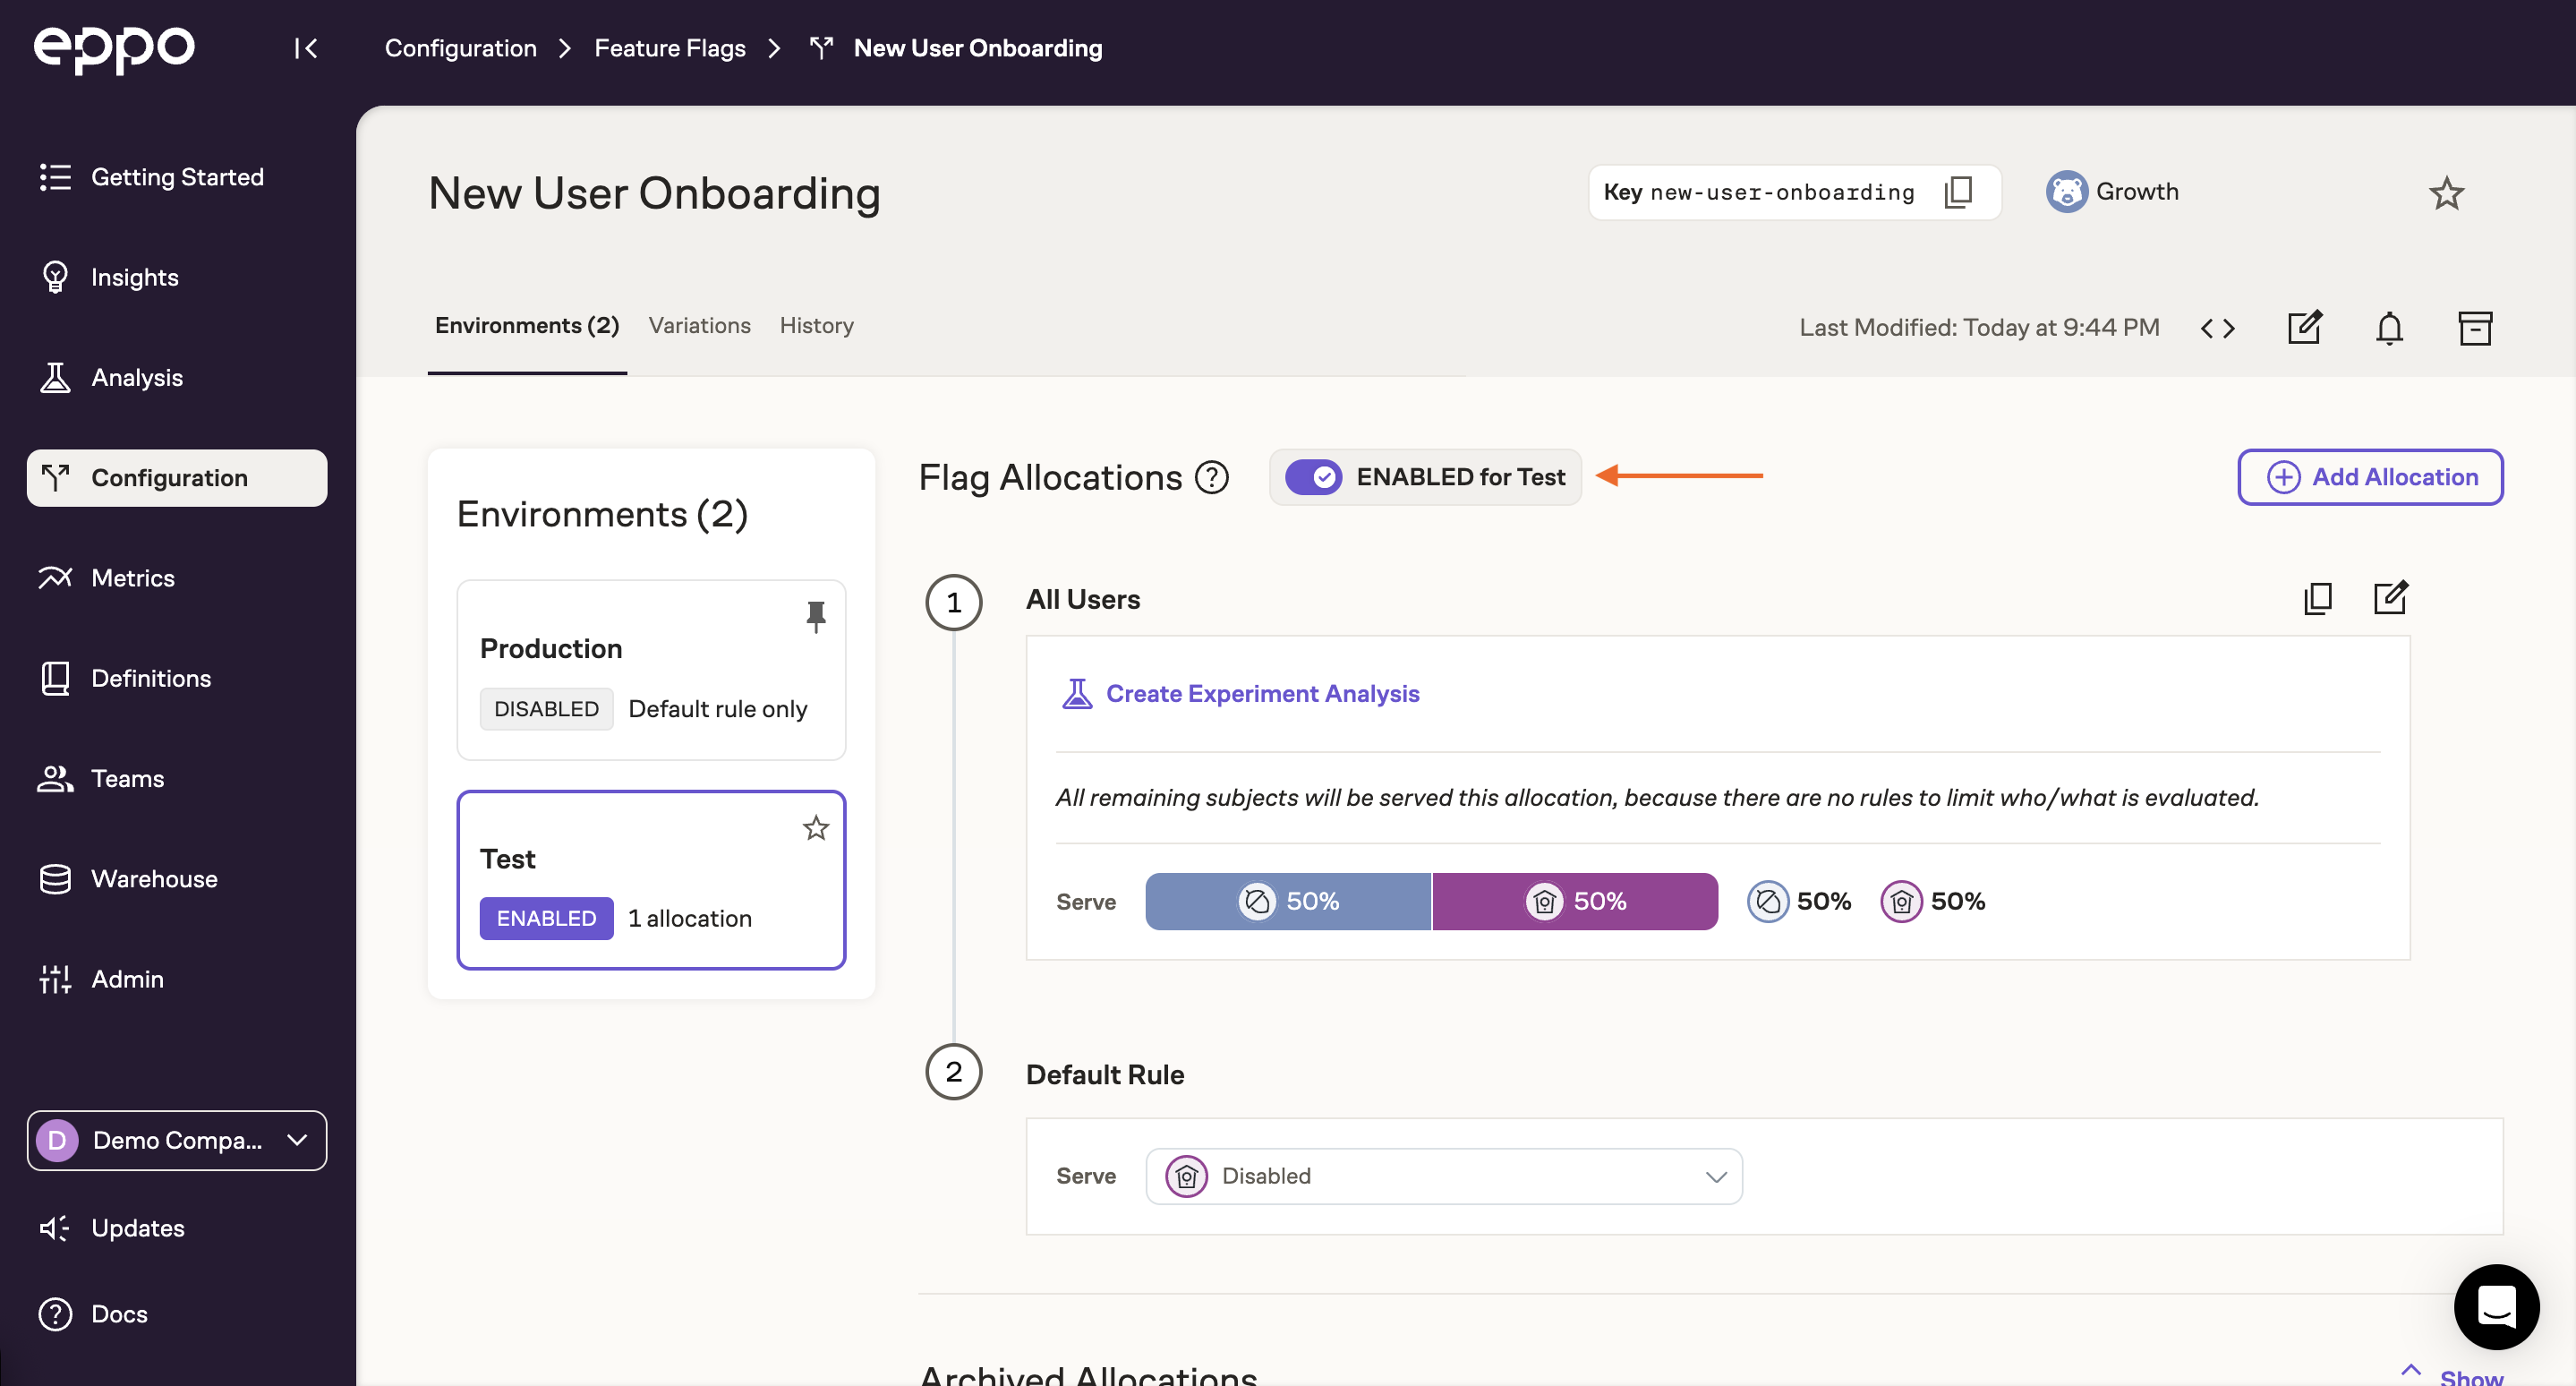 eppo
Configuration > Feature Flags > New User Onboarding
Getting Started
Insights
Analysis
Configuration
Metrics
Definitions
Teams
Warehouse
Admin
D Demo Compa...
Updates
Docs
New User Onboarding
Key new-user-onboarding
Growth
Environments (2) Variations History
Last Modified: Today at 9:44 PM
Environments (2)
Production
DISABLED Default rule only
Test
ENABLED 1 allocation
Flag Allocations ?
ENABLED for Test
Add Allocation
1 All Users
Create Experiment Analysis
All remaining subjects will be served this allocation, because there are no rules to limit who/what is evaluated.
Serve 50% 50% 50% 50%
2 Default Rule
Serve Disabled
Archived Allocations
Show